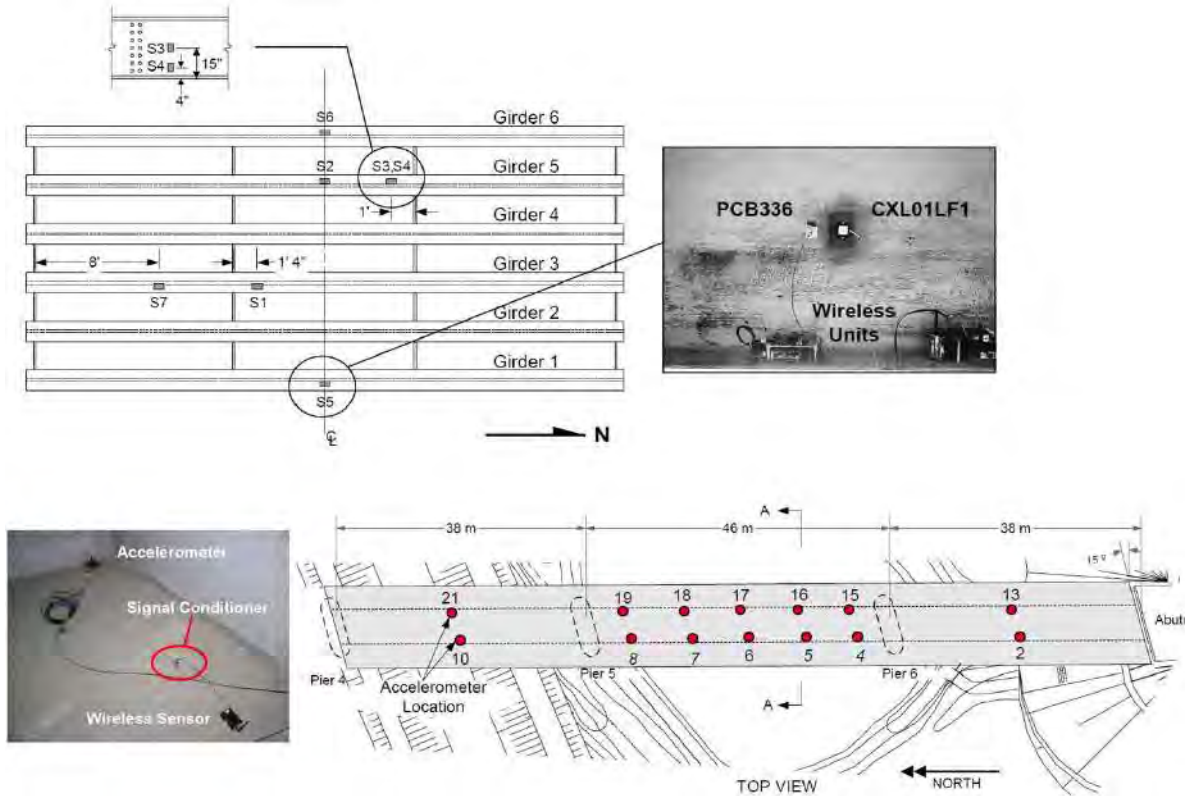 S3
S4
15"
4"
S6
Girder 6
S2
S3,S4
Girder 5
1'
Girder 4
8'
1' 4"
Girder 3
S7
S1
Girder 2
Girder 1
S5
℄
N
PCB336
CXL01LF1
Wireless
Units
Accelerometer
Signal Conditioner
Wireless Sensor
A
38 m
46 m
38 m
15°
21
19
18
17
16
15
13
Abut
10
8
7
6
5
4
2
Pier 4
Accelerometer
Location
Pier 5
Pier 6
A
TOP VIEW
NORTH